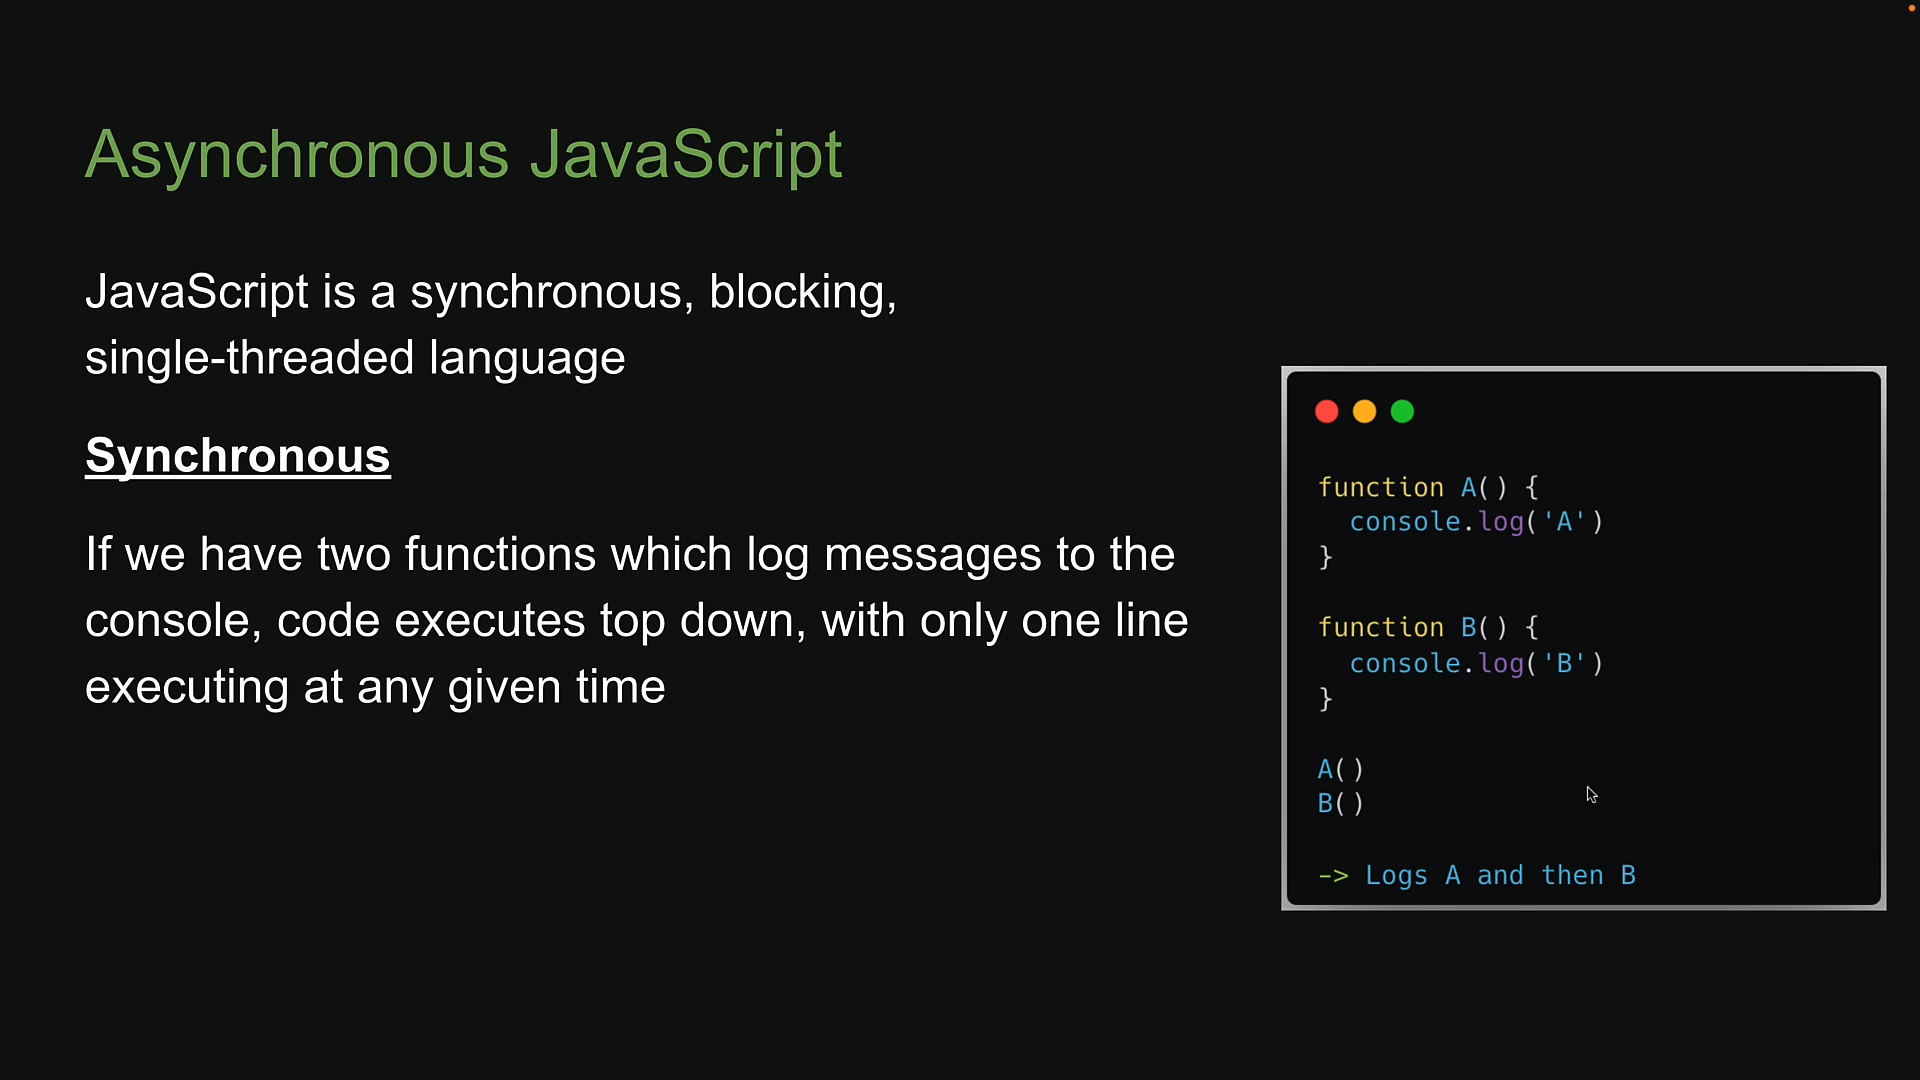 Asynchronous JavaScript
JavaScript is a synchronous, blocking,
single-threaded language
Synchronous
If we have two functions which log messages to the
console, code executes top down, with only one line
executing at any given time
function A() {
  console.log('A')
}
function B() {
  console.log('B')
}
A()
B()
-> Logs A and then B